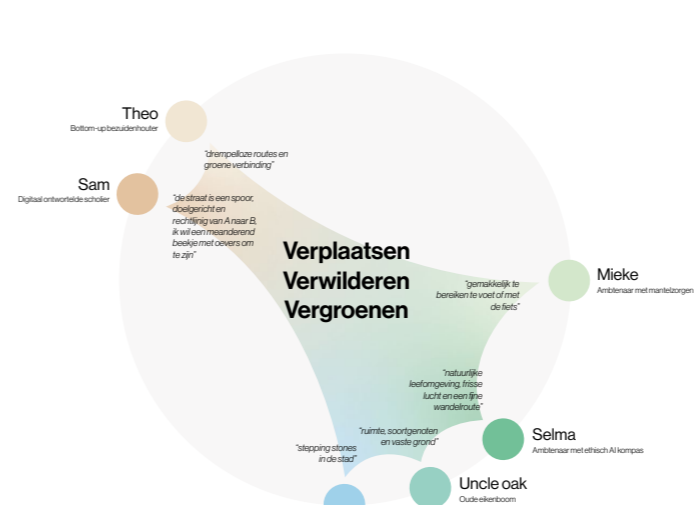 Theo
Bottom-up bezuidenhouter
"drempelloze routes en
groene verbinding"
Sam
Digitaal ontwortelde scholier
"de straat is een spoor,
doelgericht en
rechtlijnig van A naar B,
ik wil een meanderend
beekje met oevers om
te zijn"
Verplaatsen
Verwilderen
Vergroenen
"gemakkelijk te
bereiken te voet of met
de fiets"
Mieke
Ambtenaar met mantelzorgen
"natuurlijke
leefomgeving, frisse
lucht en een fijne
wandelroute"
Selma
Ambtenaar met ethisch AI kompas
"ruimte, soortgenoten
en vaste grond"
"stepping stones
in de stad"
Uncle oak
Oude eikenboom